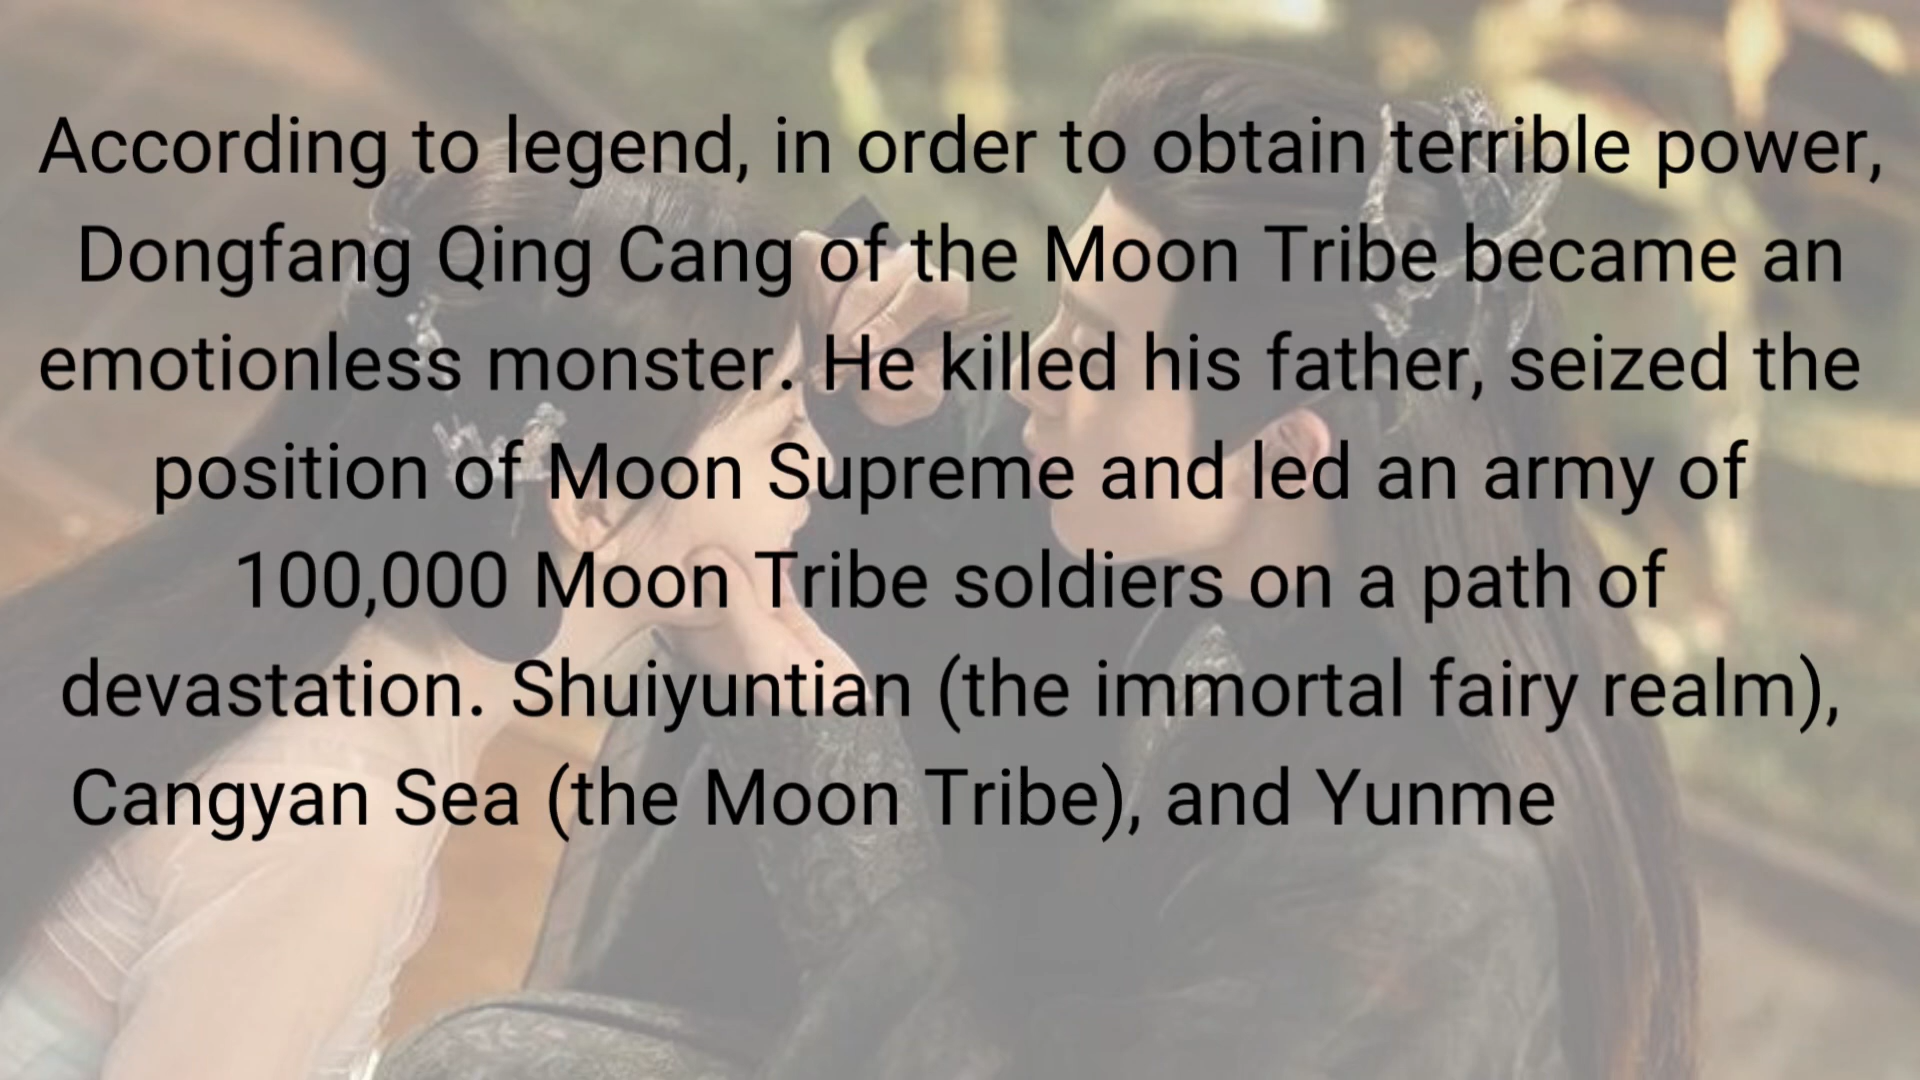 According to legend, in order to obtain terrible power,
Dongfang Qing Cang of the Moon Tribe became an
emotionless monster. He killed his father, seized the
position of Moon Supreme and led an army of
100,000 Moon Tribe soldiers on a path of
devastation. Shuiyuntian (the immortal fairy realm),
Cangyan Sea (the Moon Tribe), and Yunme